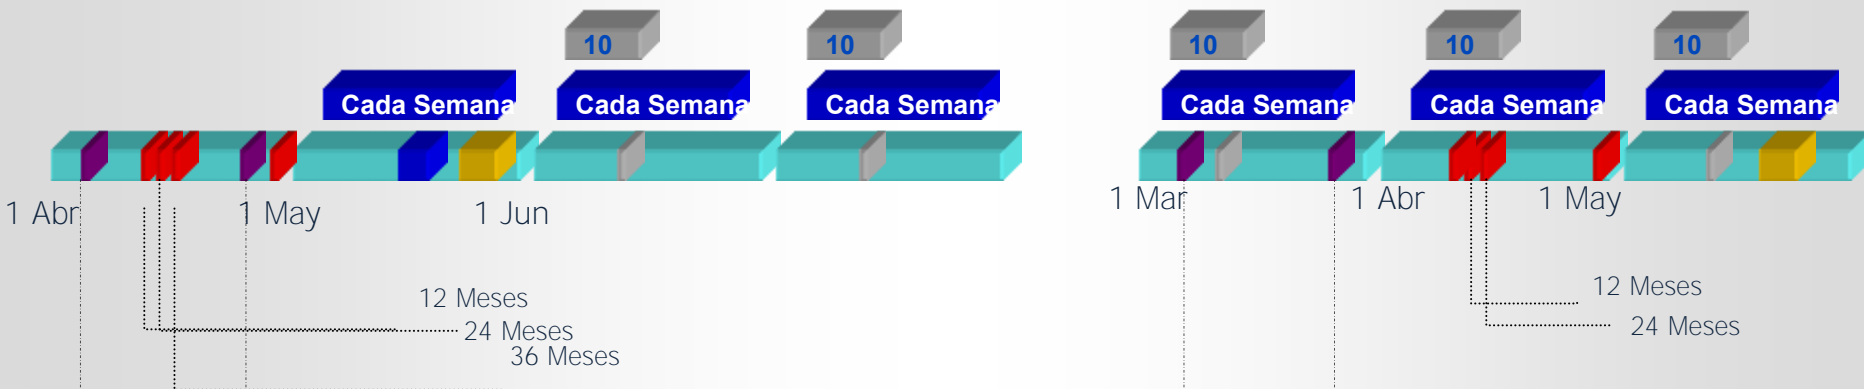 10
10
10
10
10
Cada Semana
Cada Semana
Cada Semana
Cada Semana
Cada Semana
Cada Semana
1 Abr
1 May
1 Jun
1 Mar
1 Abr
1 May
12 Meses
24 Meses
36 Meses
12 Meses
24 Meses